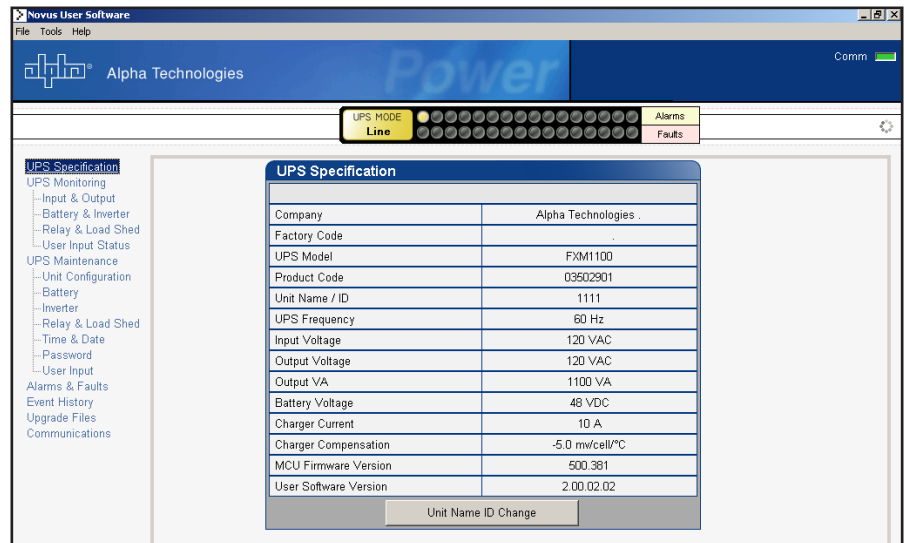 Novus User Software
File Tools Help
alpha® Alpha Technologies
Power
Comm
UPS MODE
Line
Alarms
Faults
UPS Specification
UPS Monitoring
Input & Output
Battery & Inverter
Relay & Load Shed
User Input Status
UPS Maintenance
Unit Configuration
Battery
Inverter
Relay & Load Shed
Time & Date
Password
User Input
Alarms & Faults
Event History
Upgrade Files
Communications
UPS Specification
Company Alpha Technologies .
Factory Code .
UPS Model FXM1100
Product Code 03502901
Unit Name / ID 1111
UPS Frequency 60 Hz
Input Voltage 120 VAC
Output Voltage 120 VAC
Output VA 1100 VA
Battery Voltage 48 VDC
Charger Current 10 A
Charger Compensation -5.0 mv/cell/°C
MCU Firmware Version 500.381
User Software Version 2.00.02.02
Unit Name ID Change